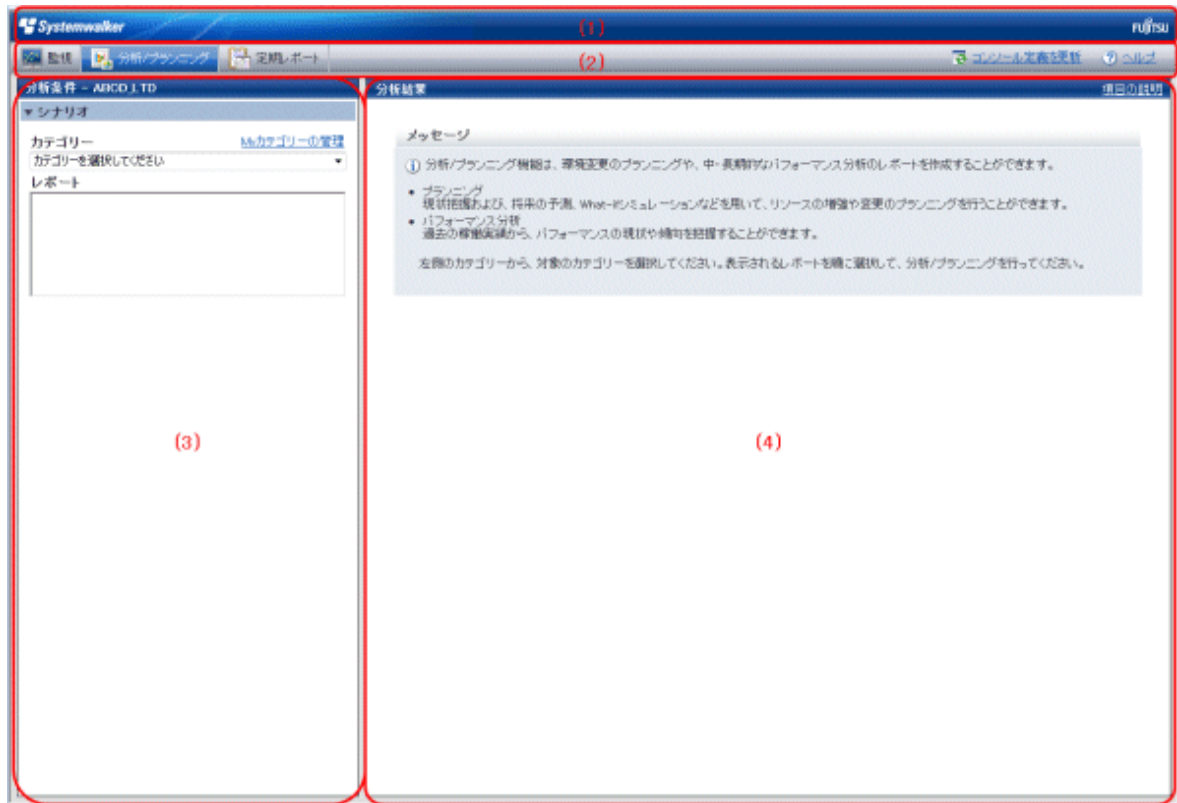 Systemwalker
(1)
FUJITSU
監視
分析/プランニング
定期レポート
(2)
コンソール定義を更新
ヘルプ
分析条件 - ABCD_LTD
分析結果
項目の説明
シナリオ
カテゴリー
Myカテゴリーの管理
カテゴリーを選択してください
レポート
(3)
メッセージ
分析/プランニング機能は、環境変更のプランニングや、中・長期的なパフォーマンス分析のレポートを作成することができます。
プランニング
現状把握および、将来の予測、What-ifシミュレーションなどを用いて、リソースの増強や変更のプランニングを行うことができます。
パフォーマンス分析
過去の稼働実績から、パフォーマンスの現状や傾向を把握することができます。
左側のカテゴリーから、対象のカテゴリーを選択してください。表示されるレポートを順に選択して、分析/プランニングを行ってください。
(4)